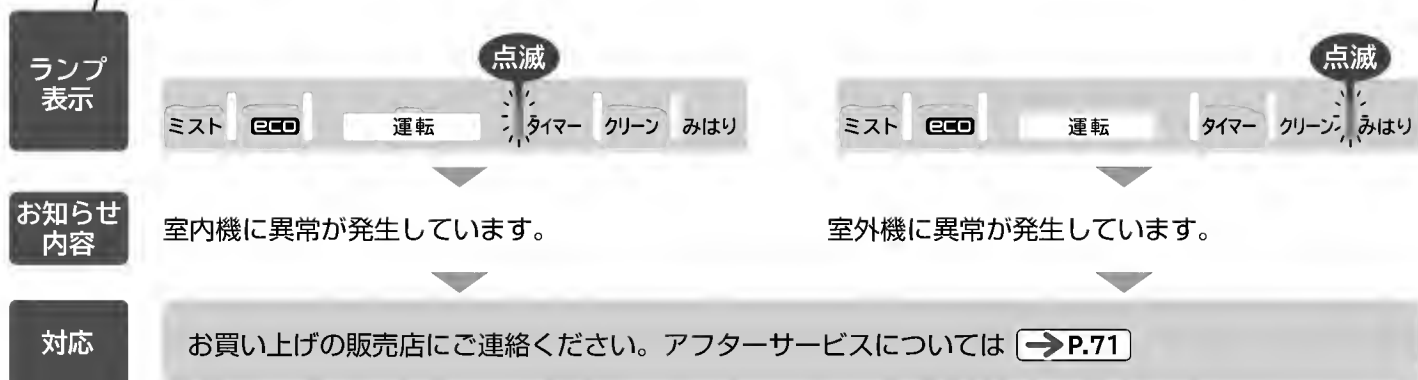 ランプ
表示
点滅
ミスト eco 運転 タイマー クリーン みはり
点滅
ミスト eco 運転 タイマー クリーン みはり
お知らせ
内容
室内機に異常が発生しています。
室外機に異常が発生しています。
対応
お買い上げの販売店にご連絡ください。アフターサービスについては →P.71